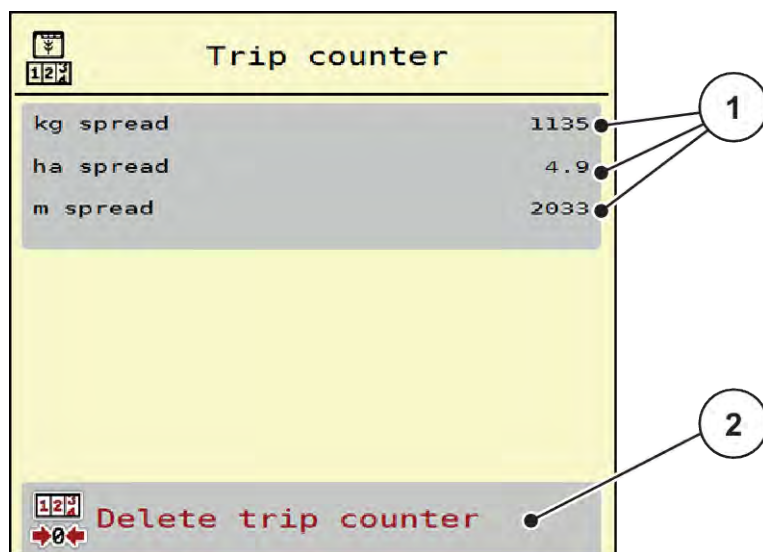 Trip counter
kg spread 1135
ha spread 4.9
m spread 2033
1
2
Delete trip counter